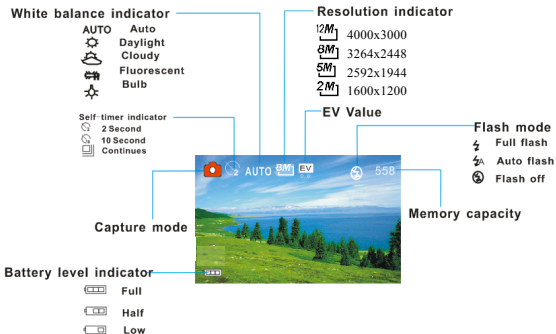 White balance indicator
AUTO Auto
Daylight
Cloudy
Fluorescent
Bulb
Self-timer indicator
2 Second
10 Second
Continues
Resolution indicator
12M 4000x3000
8M 3264x2448
5M 2592x1944
2M 1600x1200
EV Value
Flash mode
Full flash
A Auto flash
Flash off
2 AUTO 8M EV 558
Capture mode
Memory capacity
Battery level indicator
Full
Half
Low